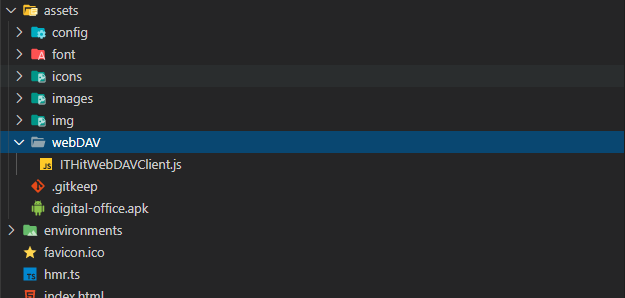 assets
config
font
icons
images
img
webDAV
JS ITHitWebDAVClient.js
.gitkeep
digital-office.apk
environments
favicon.ico
TS hmr.ts
index.html